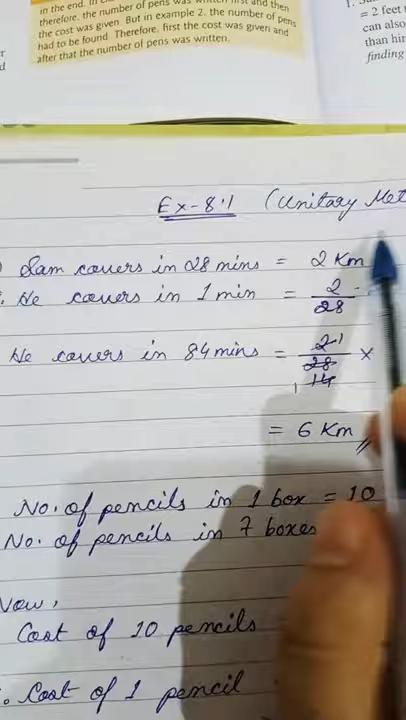 in the end. In
therefore, the number of pens was written first and then
the cost was given. But in example 2, the number of pens
had to be found. Therefore, first the cost was given and
after that the number of pens was written.
1.
= 2 feet
can also
than hin
finding
Ex-8.1 (Unitary Met
Sam covers in 28 mins = 2 Km
He covers in 1 min = 2/28
He covers in 84 mins = 2 1/28 14 ×
1
= 6 Km
No. of pencils in 1 box = 10
No. of pencils in 7 boxes
Now,
Cost of 10 pencils
Cost of 1 pencil